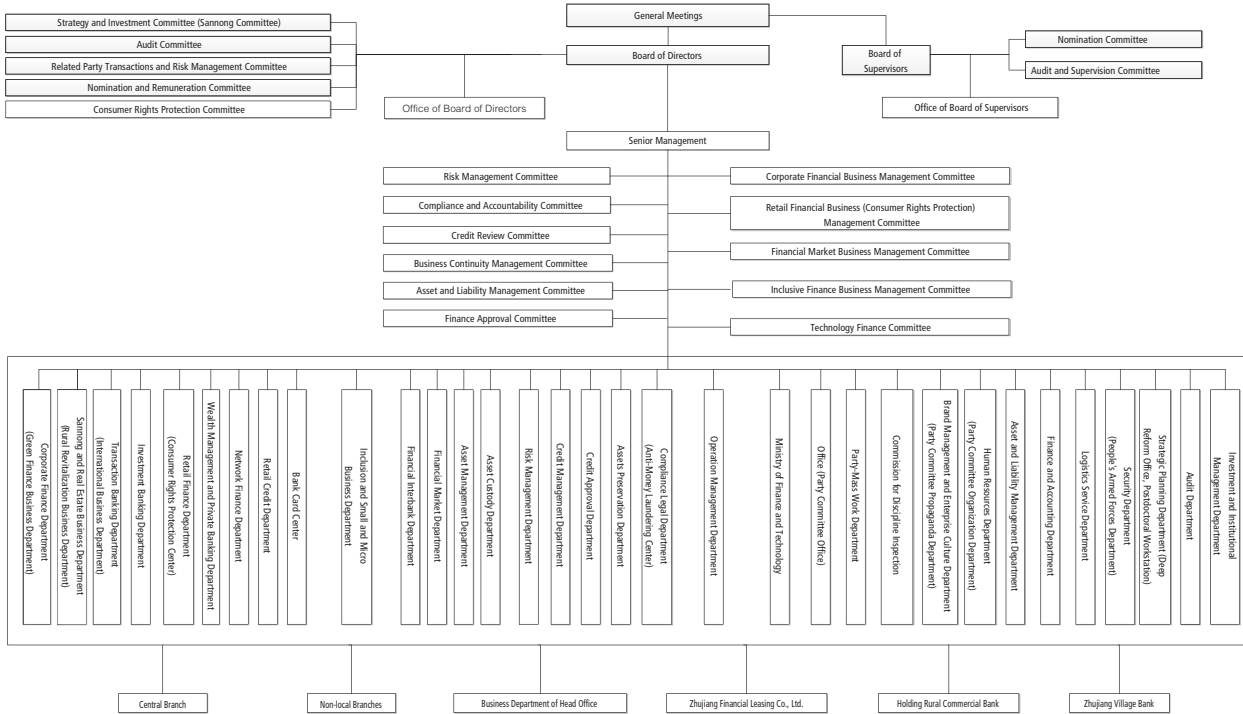 General Meetings
Strategy and Investment Committee (Sannong Committee)
Audit Committee
Related Party Transactions and Risk Management Committee
Nomination and Remuneration Committee
Consumer Rights Protection Committee
Board of Directors
Office of Board of Directors
Board of
Supervisors
Nomination Committee
Audit and Supervision Committee
Office of Board of Supervisors
Senior Management
Risk Management Committee
Compliance and Accountability Committee
Credit Review Committee
Business Continuity Management Committee
Asset and Liability Management Committee
Finance Approval Committee
Corporate Financial Business Management Committee
Retail Financial Business (Consumer Rights Protection)
Management Committee
Financial Market Business Management Committee
Inclusive Finance Business Management Committee
Technology Finance Committee
Corporate Finance Department
(Green Finance Business Department)
Sannong and Real Estate Business Department
(Rural Revitalization Business Department)
Transaction Banking Department
(International Business Department)
Investment Banking Department
Retail Finance Department
(Consumer Rights Protection Center)
Wealth Management and Private Banking Department
Network Finance Department
Retail Credit Department
Bank Card Center
Inclusion and Small and Micro
Business Department
Financial Interbank Department
Financial Market Department
Asset Management Department
Asset Custody Department
Risk Management Department
Credit Management Department
Credit Approval Department
Assets Preservation Department
Compliance Legal Department
(Anti-Money Laundering Center)
Operation Management Department
Ministry of Finance and Technology
Office (Party Committee Office)
Party-Mass Work Department
Commission for Discipline Inspection
Brand Management and Enterprise Culture Department
(Party Committee Propaganda Department)
Human Resources Department
(Party Committee Organization Department)
Asset and Liability Management Department
Finance and Accounting Department
Logistics Service Department
Security Department
(People's Armed Forces Department)
Strategic Planning Department (Deep
Reform Office, Postdoctoral Workstation)
Audit Department
Investment and Institutional
Management Department
Central Branch
Non-local Branches
Business Department of Head Office
Zhujiang Financial Leasing Co., Ltd.
Holding Rural Commercial Bank
Zhujiang Village Bank